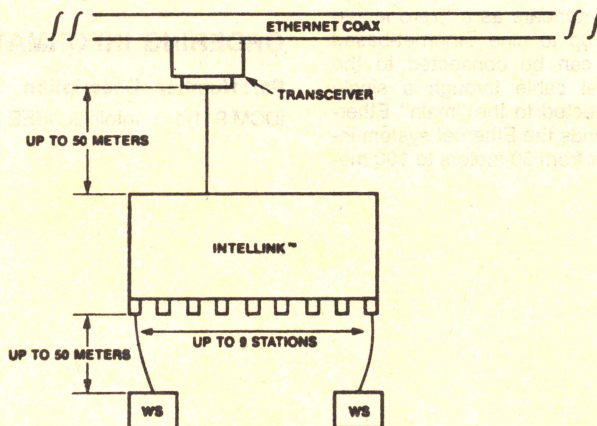 ETHERNET COAX
TRANSCEIVER
UP TO 50 METERS
INTELLINK™
UP TO 9 STATIONS
UP TO 50 METERS
WS
WS